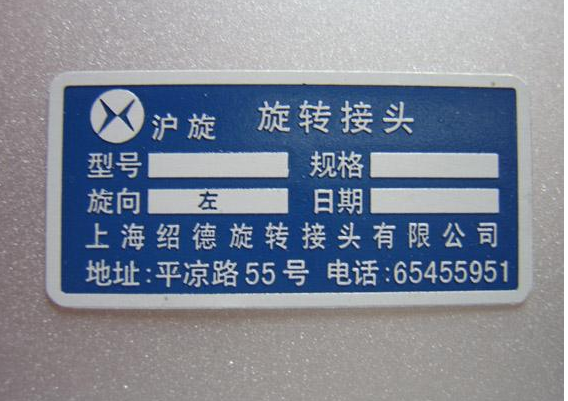 沪旋 旋转接头
型号 规格
旋向 左 日期
上海绍德旋转接头有限公司
地址:平凉路55号 电话:65455951